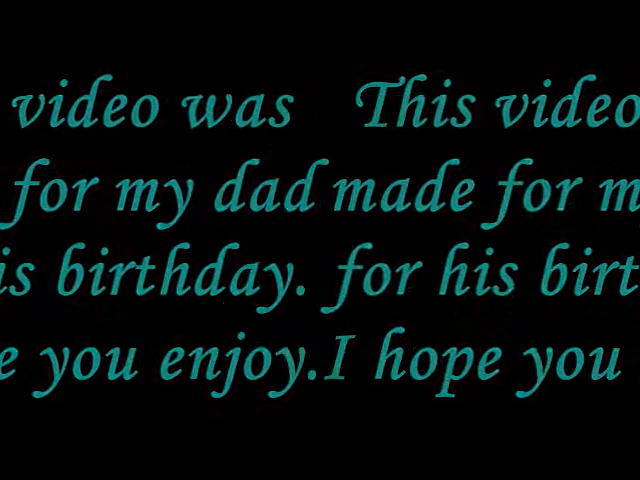 video was This video
for my dad made for m
is birthday. for his birt
e you enjoy. I hope you